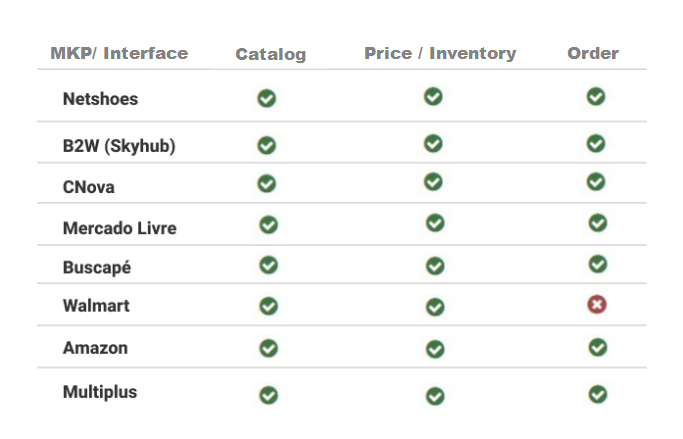 MKP/ Interface Catalog Price / Inventory Order
Netshoes
B2W (Skyhub)
CNova
Mercado Livre
Buscapé
Walmart
Amazon
Multiplus